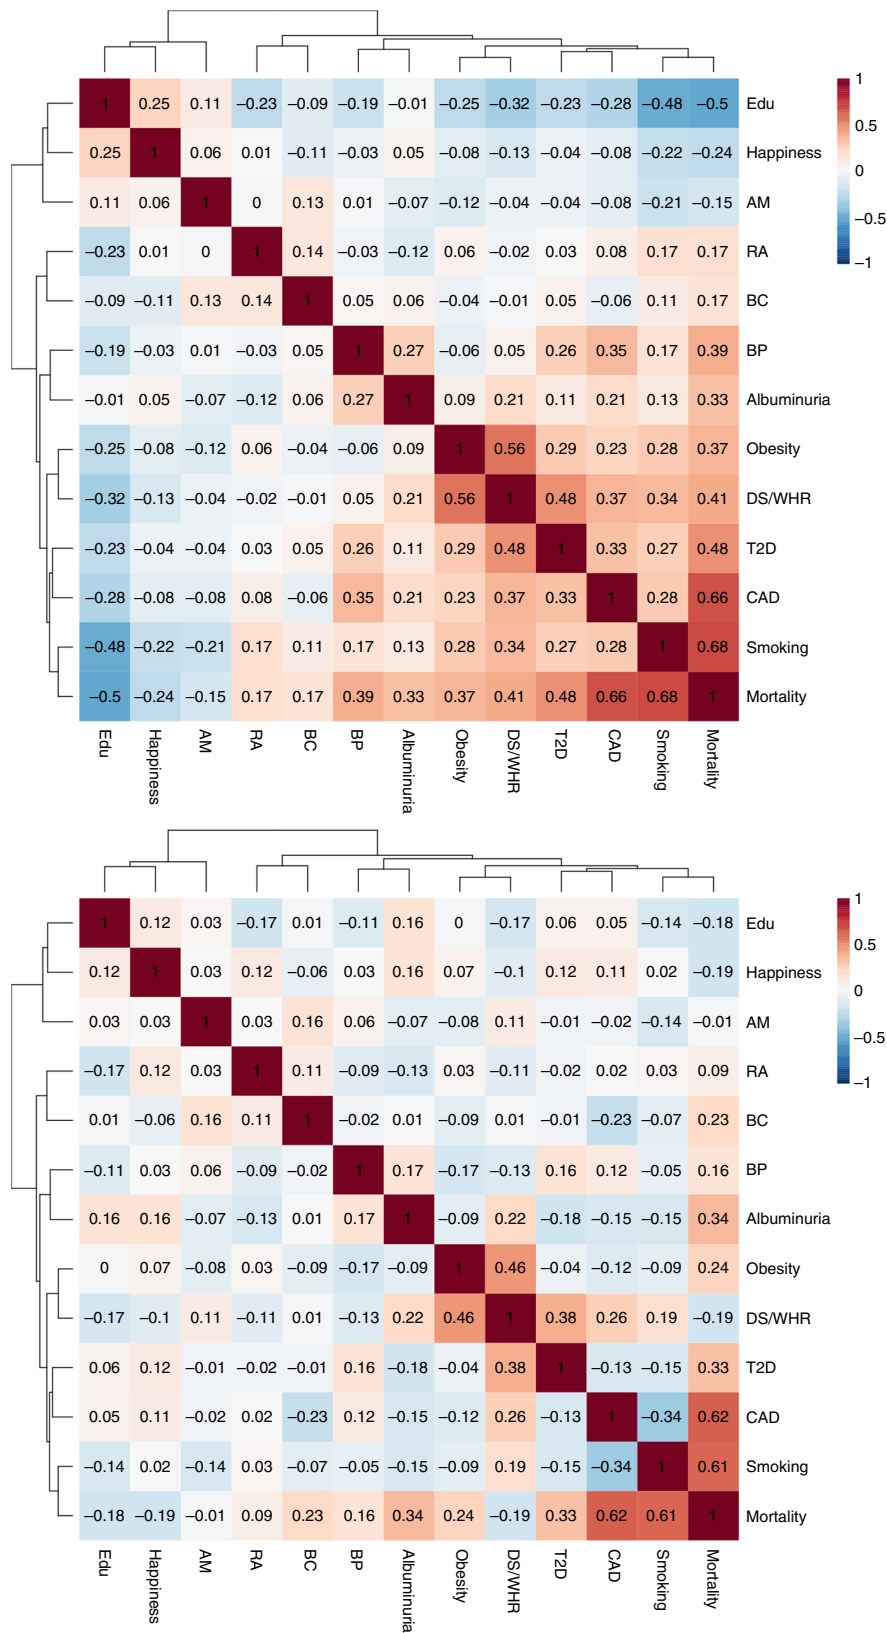 1 0.25 0.11 −0.23 −0.09 −0.19 −0.01 −0.25 −0.32 −0.23 −0.28 −0.48 −0.5 Edu
0.25 1 0.06 0.01 −0.11 −0.03 0.05 −0.08 −0.13 −0.04 −0.08 −0.22 −0.24 Happiness
0.11 0.06 1 0 0.13 0.01 −0.07 −0.12 −0.04 −0.04 −0.08 −0.21 −0.15 AM
−0.23 0.01 0 1 0.14 −0.03 −0.12 0.06 −0.02 0.03 0.08 0.17 0.17 RA
−0.09 −0.11 0.13 0.14 1 0.05 0.06 −0.04 −0.01 0.05 −0.06 0.11 0.17 BC
−0.19 −0.03 0.01 −0.03 0.05 1 0.27 −0.06 0.05 0.26 0.35 0.17 0.39 BP
−0.01 0.05 −0.07 −0.12 0.06 0.27 1 0.09 0.21 0.11 0.21 0.13 0.33 Albuminuria
−0.25 −0.08 −0.12 0.06 −0.04 −0.06 0.09 1 0.56 0.29 0.23 0.28 0.37 Obesity
−0.32 −0.13 −0.04 −0.02 −0.01 0.05 0.21 0.56 1 0.48 0.37 0.34 0.41 DS/WHR
−0.23 −0.04 −0.04 0.03 0.05 0.26 0.11 0.29 0.48 1 0.33 0.27 0.48 T2D
−0.28 −0.08 −0.08 0.08 −0.06 0.35 0.21 0.23 0.37 0.33 1 0.28 0.66 CAD
−0.48 −0.22 −0.21 0.17 0.11 0.17 0.13 0.28 0.34 0.27 0.28 1 0.68 Smoking
−0.5 −0.24 −0.15 0.17 0.17 0.39 0.33 0.37 0.41 0.48 0.66 0.68 1 Mortality
Edu Happiness AM RA BC BP Albuminuria Obesity DS/WHR T2D CAD Smoking Mortality
1
0.5
0
−0.5
−1
1 0.12 0.03 −0.17 0.01 −0.11 0.16 0 −0.17 0.06 0.05 −0.14 −0.18 Edu
0.12 1 0.03 0.12 −0.06 0.03 0.16 0.07 −0.1 0.12 0.11 0.02 −0.19 Happiness
0.03 0.03 1 0.03 0.16 0.06 −0.07 −0.08 0.11 −0.01 −0.02 −0.14 −0.01 AM
−0.17 0.12 0.03 1 0.11 −0.09 −0.13 0.03 −0.11 −0.02 0.02 0.03 0.09 RA
0.01 −0.06 0.16 0.11 1 −0.02 0.01 −0.09 0.01 −0.01 −0.23 −0.07 0.23 BC
−0.11 0.03 0.06 −0.09 −0.02 1 0.17 −0.17 −0.13 0.16 0.12 −0.05 0.16 BP
0.16 0.16 −0.07 −0.13 0.01 0.17 1 −0.09 0.22 −0.18 −0.15 −0.15 0.34 Albuminuria
0 0.07 −0.08 0.03 −0.09 −0.17 −0.09 1 0.46 −0.04 −0.12 −0.09 0.24 Obesity
−0.17 −0.1 0.11 −0.11 0.01 −0.13 0.22 0.46 1 0.38 0.26 0.19 −0.19 DS/WHR
0.06 0.12 −0.01 −0.02 −0.01 0.16 −0.18 −0.04 0.38 1 −0.13 −0.15 0.33 T2D
0.05 0.11 −0.02 0.02 −0.23 0.12 −0.15 −0.12 0.26 −0.13 1 −0.34 0.62 CAD
−0.14 0.02 −0.14 0.03 −0.07 −0.05 −0.15 −0.09 0.19 −0.15 −0.34 1 0.61 Smoking
−0.18 −0.19 −0.01 0.09 0.23 0.16 0.34 0.24 −0.19 0.33 0.62 0.61 1 Mortality
Edu Happiness AM RA BC BP Albuminuria Obesity DS/WHR T2D CAD Smoking Mortality
1
0.5
0
−0.5
−1